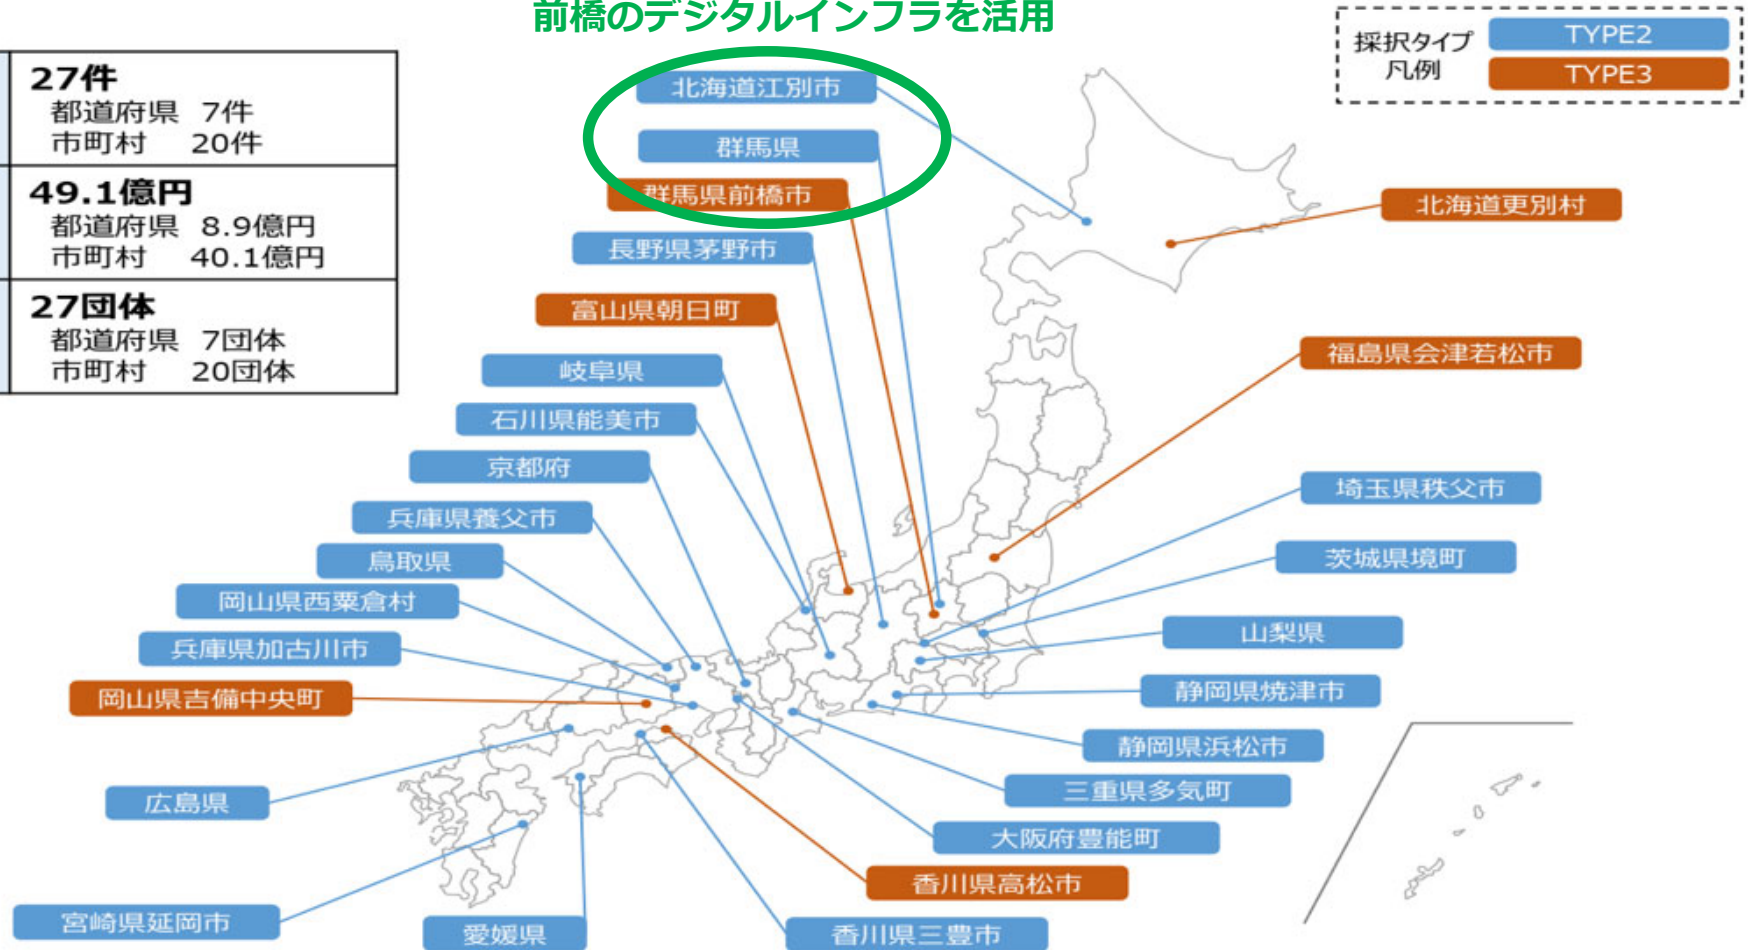 前橋のデジタルインフラを活用
採択タイプ
凡例
TYPE2
TYPE3
27件
都道府県 7件
市町村 20件
49.1億円
都道府県 8.9億円
市町村 40.1億円
27団体
都道府県 7団体
市町村 20団体
北海道江別市
群馬県
群馬県前橋市
長野県茅野市
富山県朝日町
岐阜県
石川県能美市
京都府
兵庫県養父市
鳥取県
岡山県西粟倉村
兵庫県加古川市
岡山県吉備中央町
広島県
宮崎県延岡市
愛媛県
北海道更別村
福島県会津若松市
埼玉県秩父市
茨城県境町
山梨県
静岡県焼津市
静岡県浜松市
三重県多気町
大阪府豊能町
香川県高松市
香川県三豊市